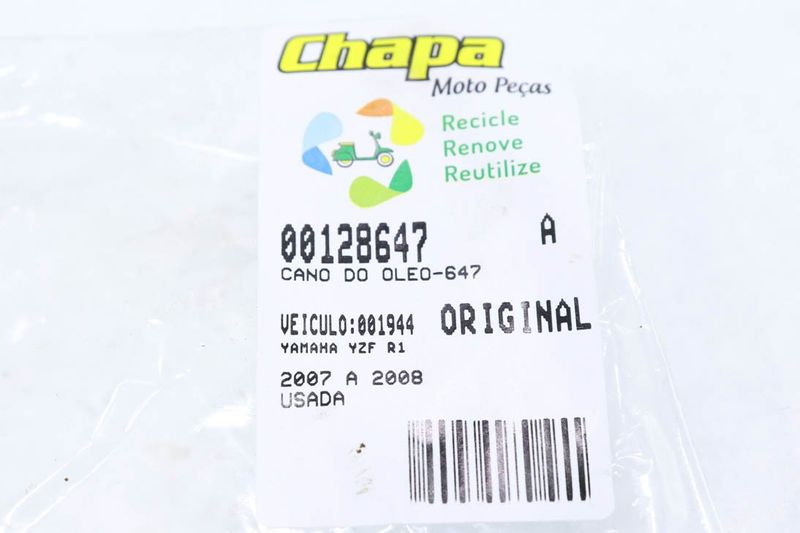 Chapa
Moto Peças
Recicle
Renove
Reutilize
00128647 A
CANO DO OLEO-647
VEICULO:001944 ORIGINAL
YAMAHA YZF R1
2007 A 2008
USADA